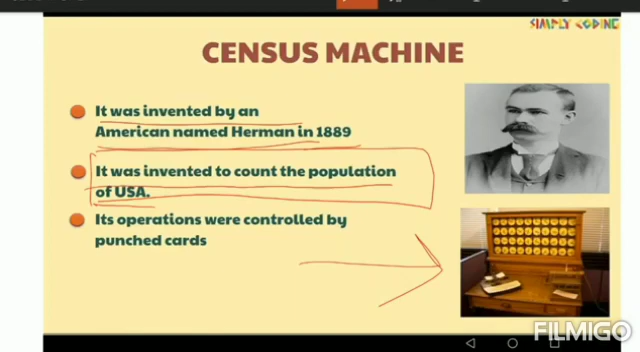 SIMPLY CODING
CENSUS MACHINE
It was invented by an
American named Herman in 1889
It was invented to count the population
of USA.
Its operations were controlled by
punched cards
FILMIGO